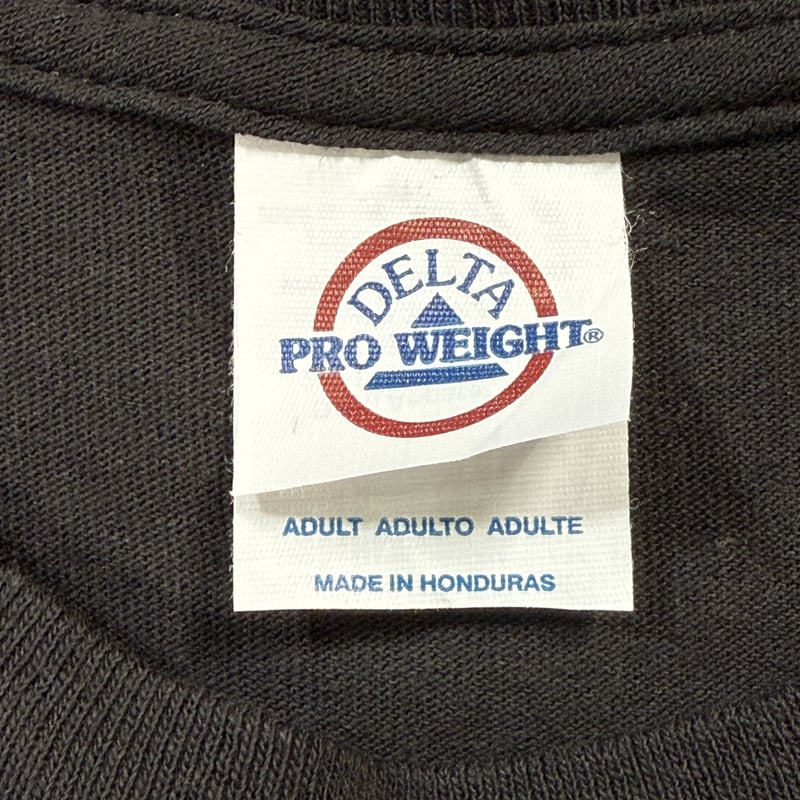 DELTA
PRO WEIGHT®
ADULT ADULTO ADULTE
MADE IN HONDURAS